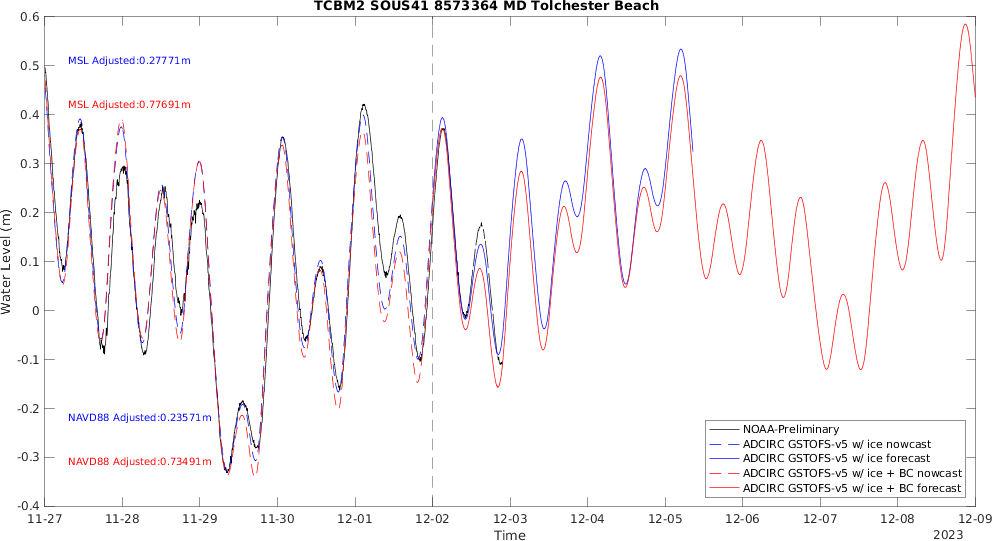 TCBM2 SOUS41 8573364 MD Tolchester Beach
0.6
0.5
0.4
0.3
0.2
0.1
0
-0.1
-0.2
-0.3
-0.4
Water Level (m)
MSL Adjusted:0.27771m
MSL Adjusted:0.77691m
NAVD88 Adjusted:0.23571m
NAVD88 Adjusted:0.73491m
NOAA-Preliminary
ADCIRC GSTOFS-v5 w/ ice nowcast
ADCIRC GSTOFS-v5 w/ ice forecast
ADCIRC GSTOFS-v5 w/ ice + BC nowcast
ADCIRC GSTOFS-v5 w/ ice + BC forecast
11-27 11-28 11-29 11-30 12-01 12-02 12-03 12-04 12-05 12-06 12-07 12-08 12-09
Time
2023